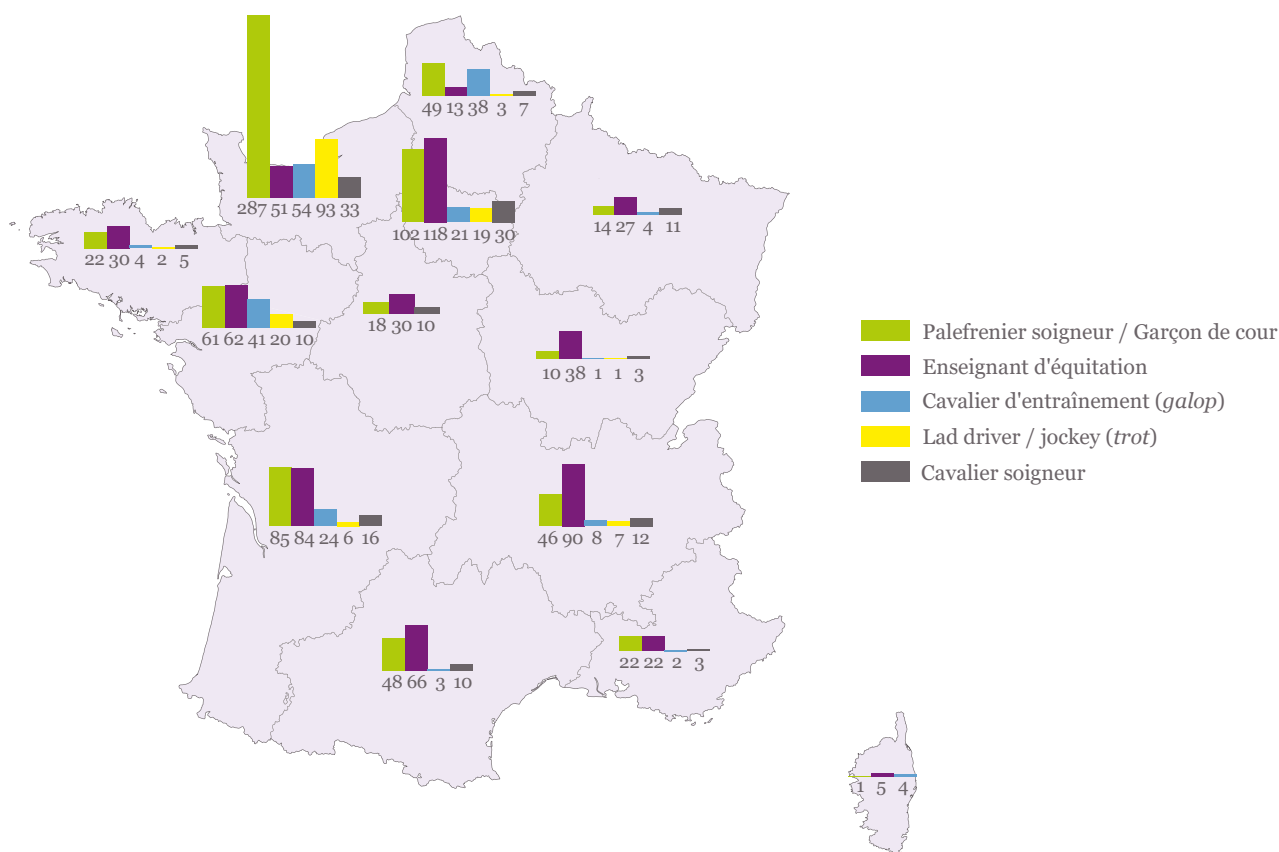 49 13 38 3 7
287 51 54 93 33
102 118 21 19 30
14 27 4 11
22 30 4 2 5
61 62 41 20 10
18 30 10
10 38 1 1 3
Palefrenier soigneur / Garçon de cour
Enseignant d'équitation
Cavalier d'entraînement (galop)
Lad driver / jockey (trot)
Cavalier soigneur
85 84 24 6 16
46 90 8 7 12
48 66 3 10
22 22 2 3
1 5 4